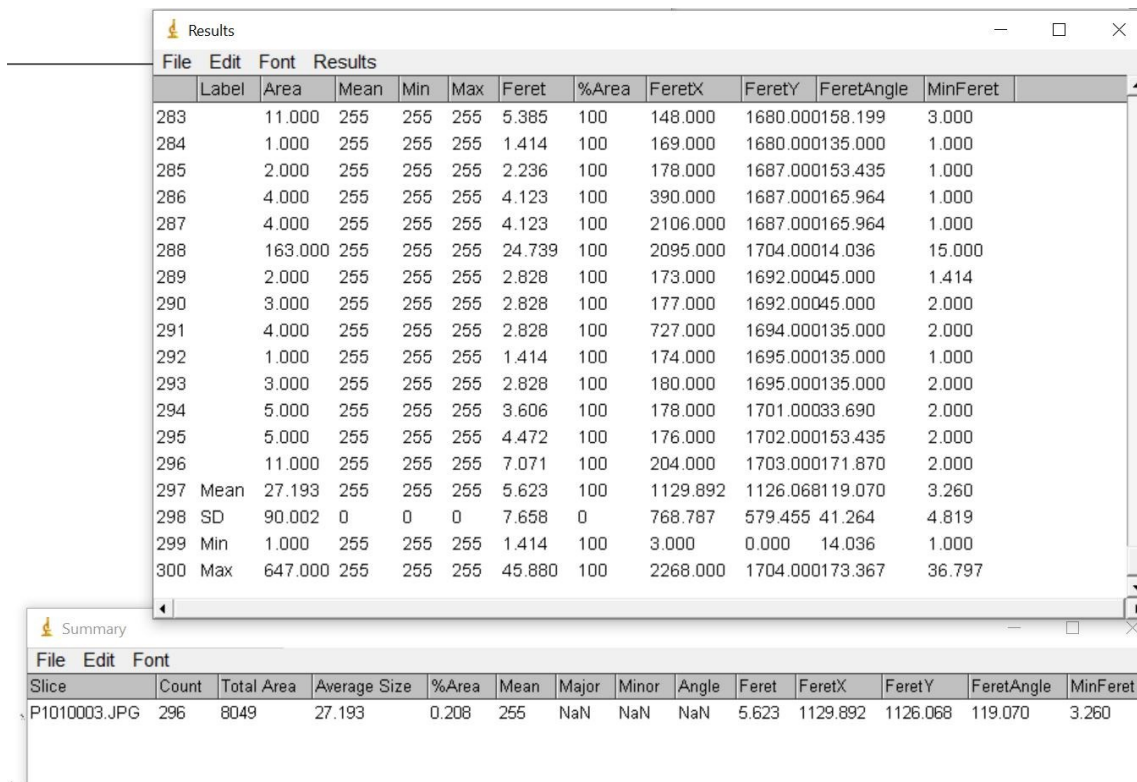 Results
File Edit Font Results
Label Area Mean Min Max Feret %Area FeretX FeretY FeretAngle MinFeret
283 11.000 255 255 255 5.385 100 148.000 1680.000158.199 3.000
284 1.000 255 255 255 1.414 100 169.000 1680.000135.000 1.000
285 2.000 255 255 255 2.236 100 178.000 1687.000153.435 1.000
286 4.000 255 255 255 4.123 100 390.000 1687.000165.964 1.000
287 4.000 255 255 255 4.123 100 2106.000 1687.000165.964 1.000
288 163.000 255 255 255 24.739 100 2095.000 1704.00014.036 15.000
289 2.000 255 255 255 2.828 100 173.000 1692.00045.000 1.414
290 3.000 255 255 255 2.828 100 177.000 1692.00045.000 2.000
291 4.000 255 255 255 2.828 100 727.000 1694.000135.000 2.000
292 1.000 255 255 255 1.414 100 174.000 1695.000135.000 1.000
293 3.000 255 255 255 2.828 100 180.000 1695.000135.000 2.000
294 5.000 255 255 255 3.606 100 178.000 1701.00033.690 2.000
295 5.000 255 255 255 4.472 100 176.000 1702.000153.435 2.000
296 11.000 255 255 255 7.071 100 204.000 1703.000171.870 2.000
297 Mean 27.193 255 255 255 5.623 100 1129.892 1126.068119.070 3.260
298 SD 90.002 0 0 0 7.658 0 768.787 579.455 41.264 4.819
299 Min 1.000 255 255 255 1.414 100 3.000 0.000 14.036 1.000
300 Max 647.000 255 255 255 45.880 100 2268.000 1704.000173.367 36.797
Summary
File Edit Font
Slice Count Total Area Average Size %Area Mean Major Minor Angle Feret FeretX FeretY FeretAngle MinFeret
P1010003.JPG 296 8049 27.193 0.208 255 NaN NaN NaN 5.623 1129.892 1126.068 119.070 3.260